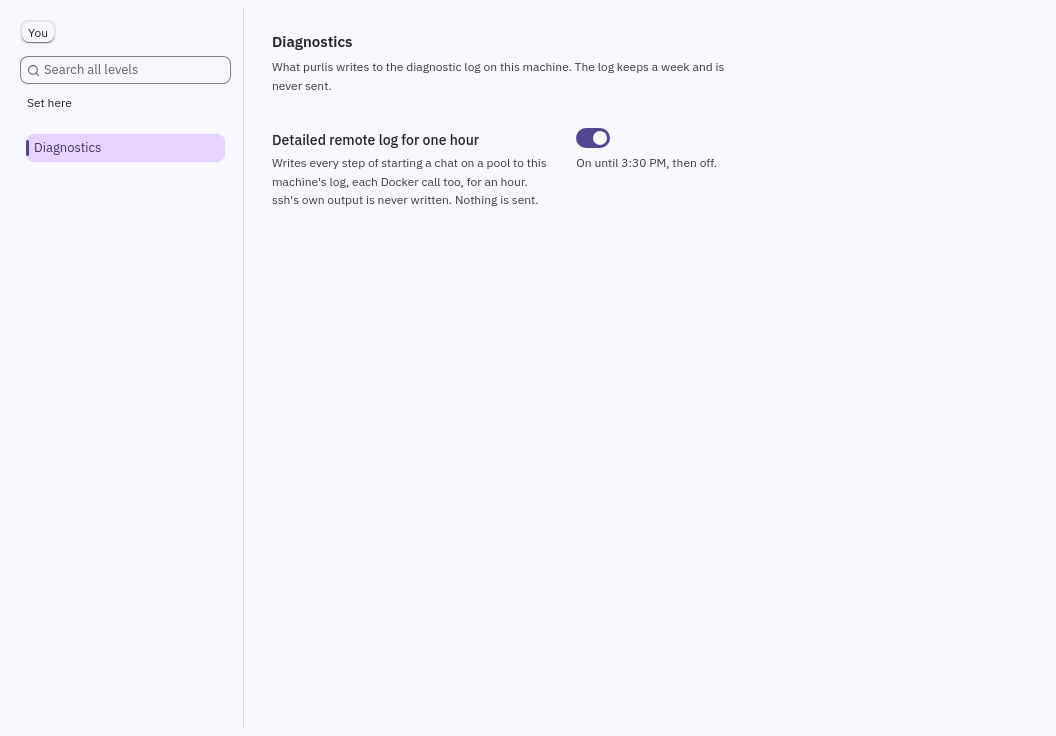 You
Search all levels
Set here
Diagnostics
Diagnostics
What purlis writes to the diagnostic log on this machine. The log keeps a week and is
never sent.
Detailed remote log for one hour
Writes every step of starting a chat on a pool to this
machine's log, each Docker call too, for an hour.
ssh's own output is never written. Nothing is sent.
On until 3:30 PM, then off.